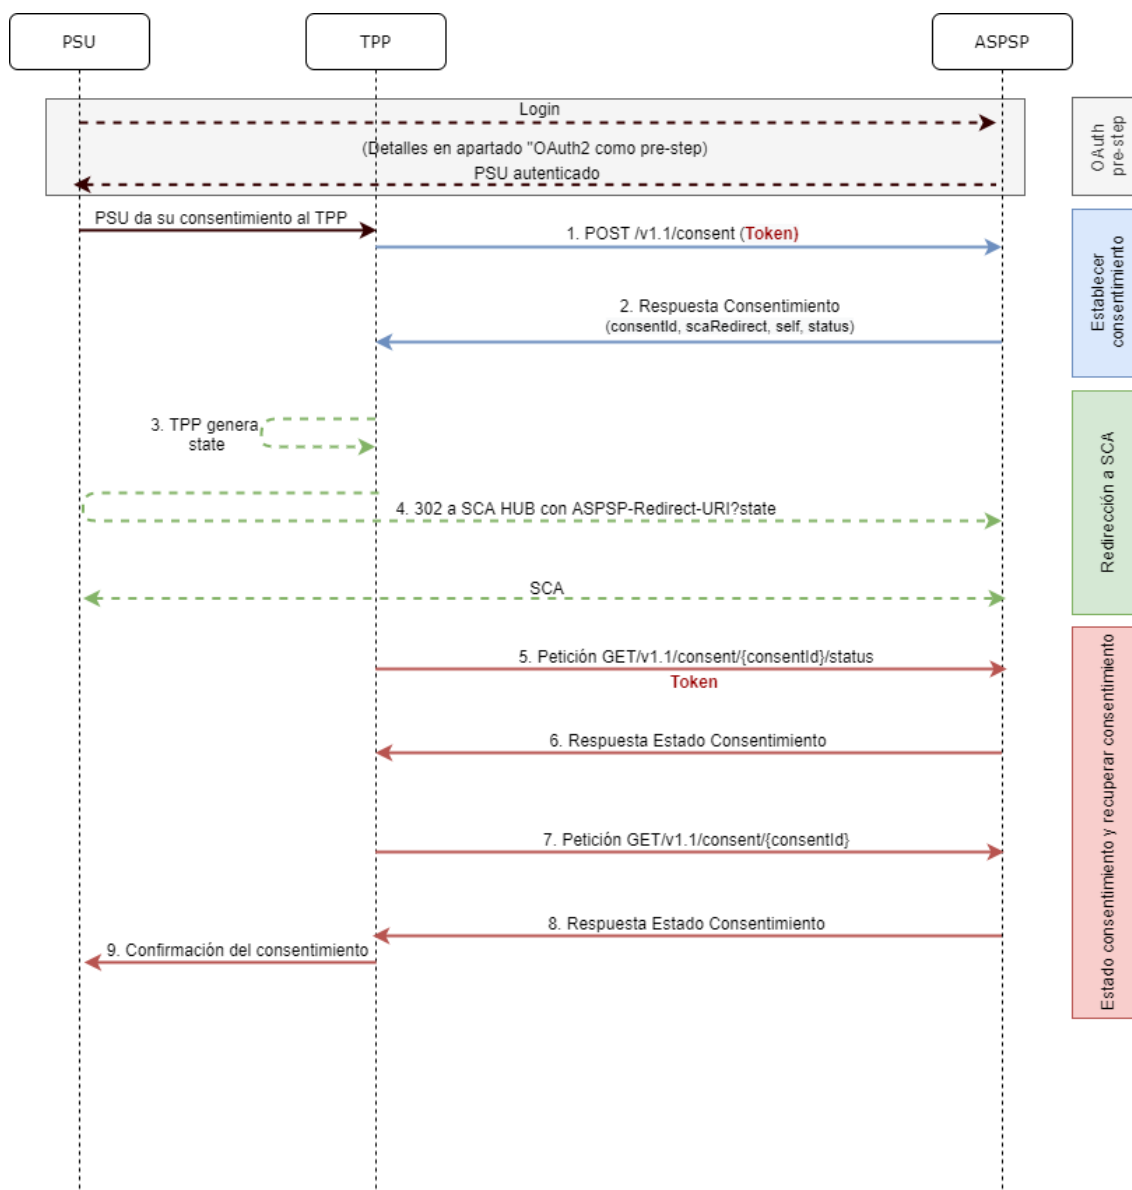 PSU
TPP
ASPSP
Login
(Detalles en apartado "OAuth2 como pre-step)
PSU autenticado
OAuth
pre-step
PSU da su consentimiento al TPP
1. POST /v1.1/consent (Token)
2. Respuesta Consentimiento
(consentId, scaRedirect, self, status)
Establecer
consentimiento
3. TPP genera
state
4. 302 a SCA HUB con ASPSP-Redirect-URI?state
SCA
Redirección a SCA
5. Petición GET/v1.1/consent/{consentId}/status
Token
6. Respuesta Estado Consentimiento
7. Petición GET/v1.1/consent/{consentId}
8. Respuesta Estado Consentimiento
9. Confirmación del consentimiento
Estado consentimiento y recuperar consentimiento